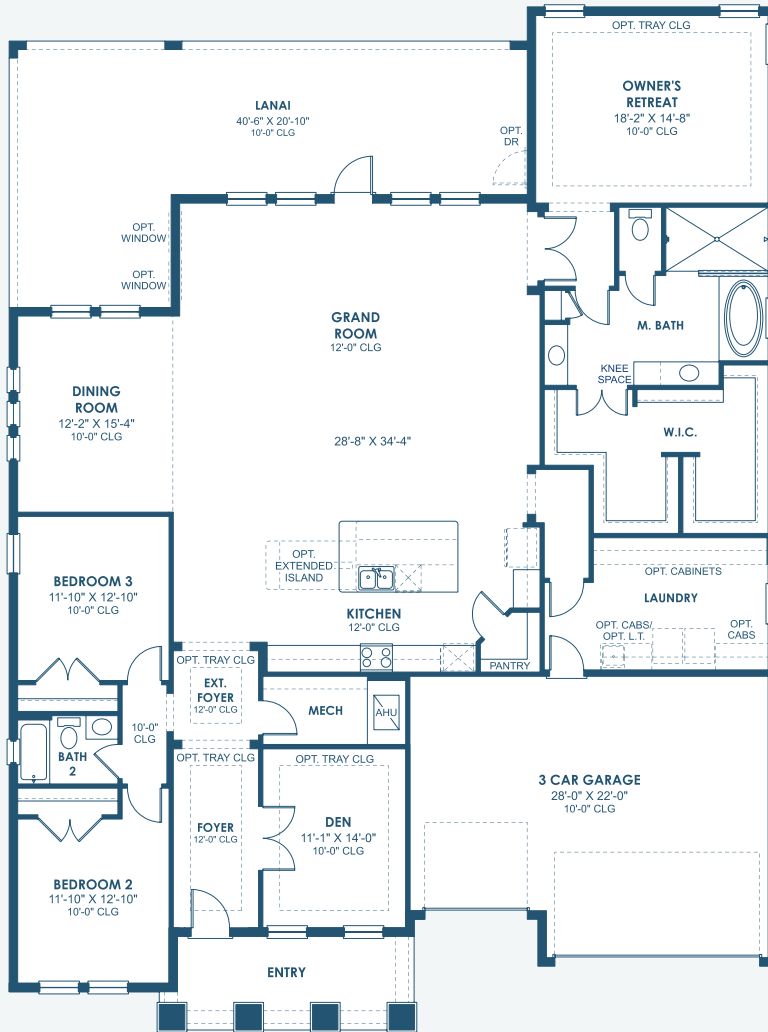 OPT. TRAY CLG
OWNER'S
RETREAT
18'-2" X 14'-8"
10'-0" CLG
LANAI
40'-6" X 20'-10"
10'-0" CLG
OPT.
DR
OPT.
WINDOW
OPT.
WINDOW
GRAND
ROOM
12'-0" CLG
28'-8" X 34'-4"
M. BATH
KNEE
SPACE
W.I.C.
DINING
ROOM
12'-2" X 15'-4"
10'-0" CLG
OPT.
EXTENDED
ISLAND
KITCHEN
12'-0" CLG
PANTRY
OPT. CABINETS
LAUNDRY
OPT. CABS/
OPT. L.T.
OPT.
CABS
BEDROOM 3
11'-10" X 12'-10"
10'-0" CLG
OPT. TRAY CLG
EXT.
FOYER
12'-0" CLG
MECH
AHU
10'-0"
CLG
BATH
2
OPT. TRAY CLG
FOYER
12'-0" CLG
OPT. TRAY CLG
DEN
11'-1" X 14'-0"
10'-0" CLG
3 CAR GARAGE
28'-0" X 22'-0"
10'-0" CLG
BEDROOM 2
11'-10" X 12'-10"
10'-0" CLG
ENTRY